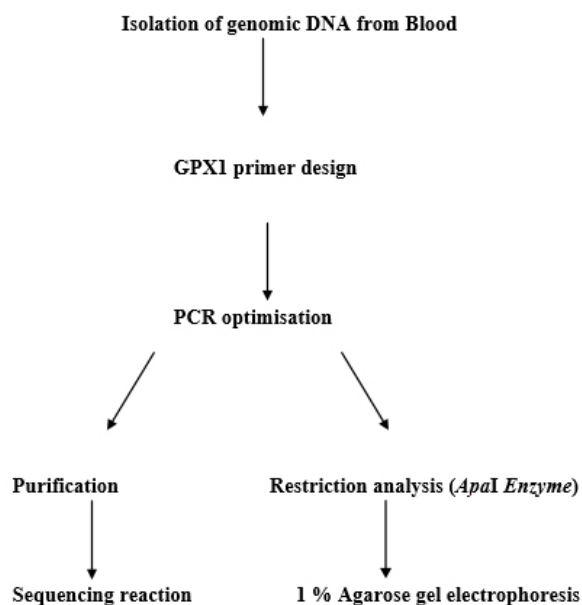 Isolation of genomic DNA from Blood
GPX1 primer design
PCR optimisation
Purification
Restriction analysis (ApaI Enzyme)
Sequencing reaction
1 % Agarose gel electrophoresis